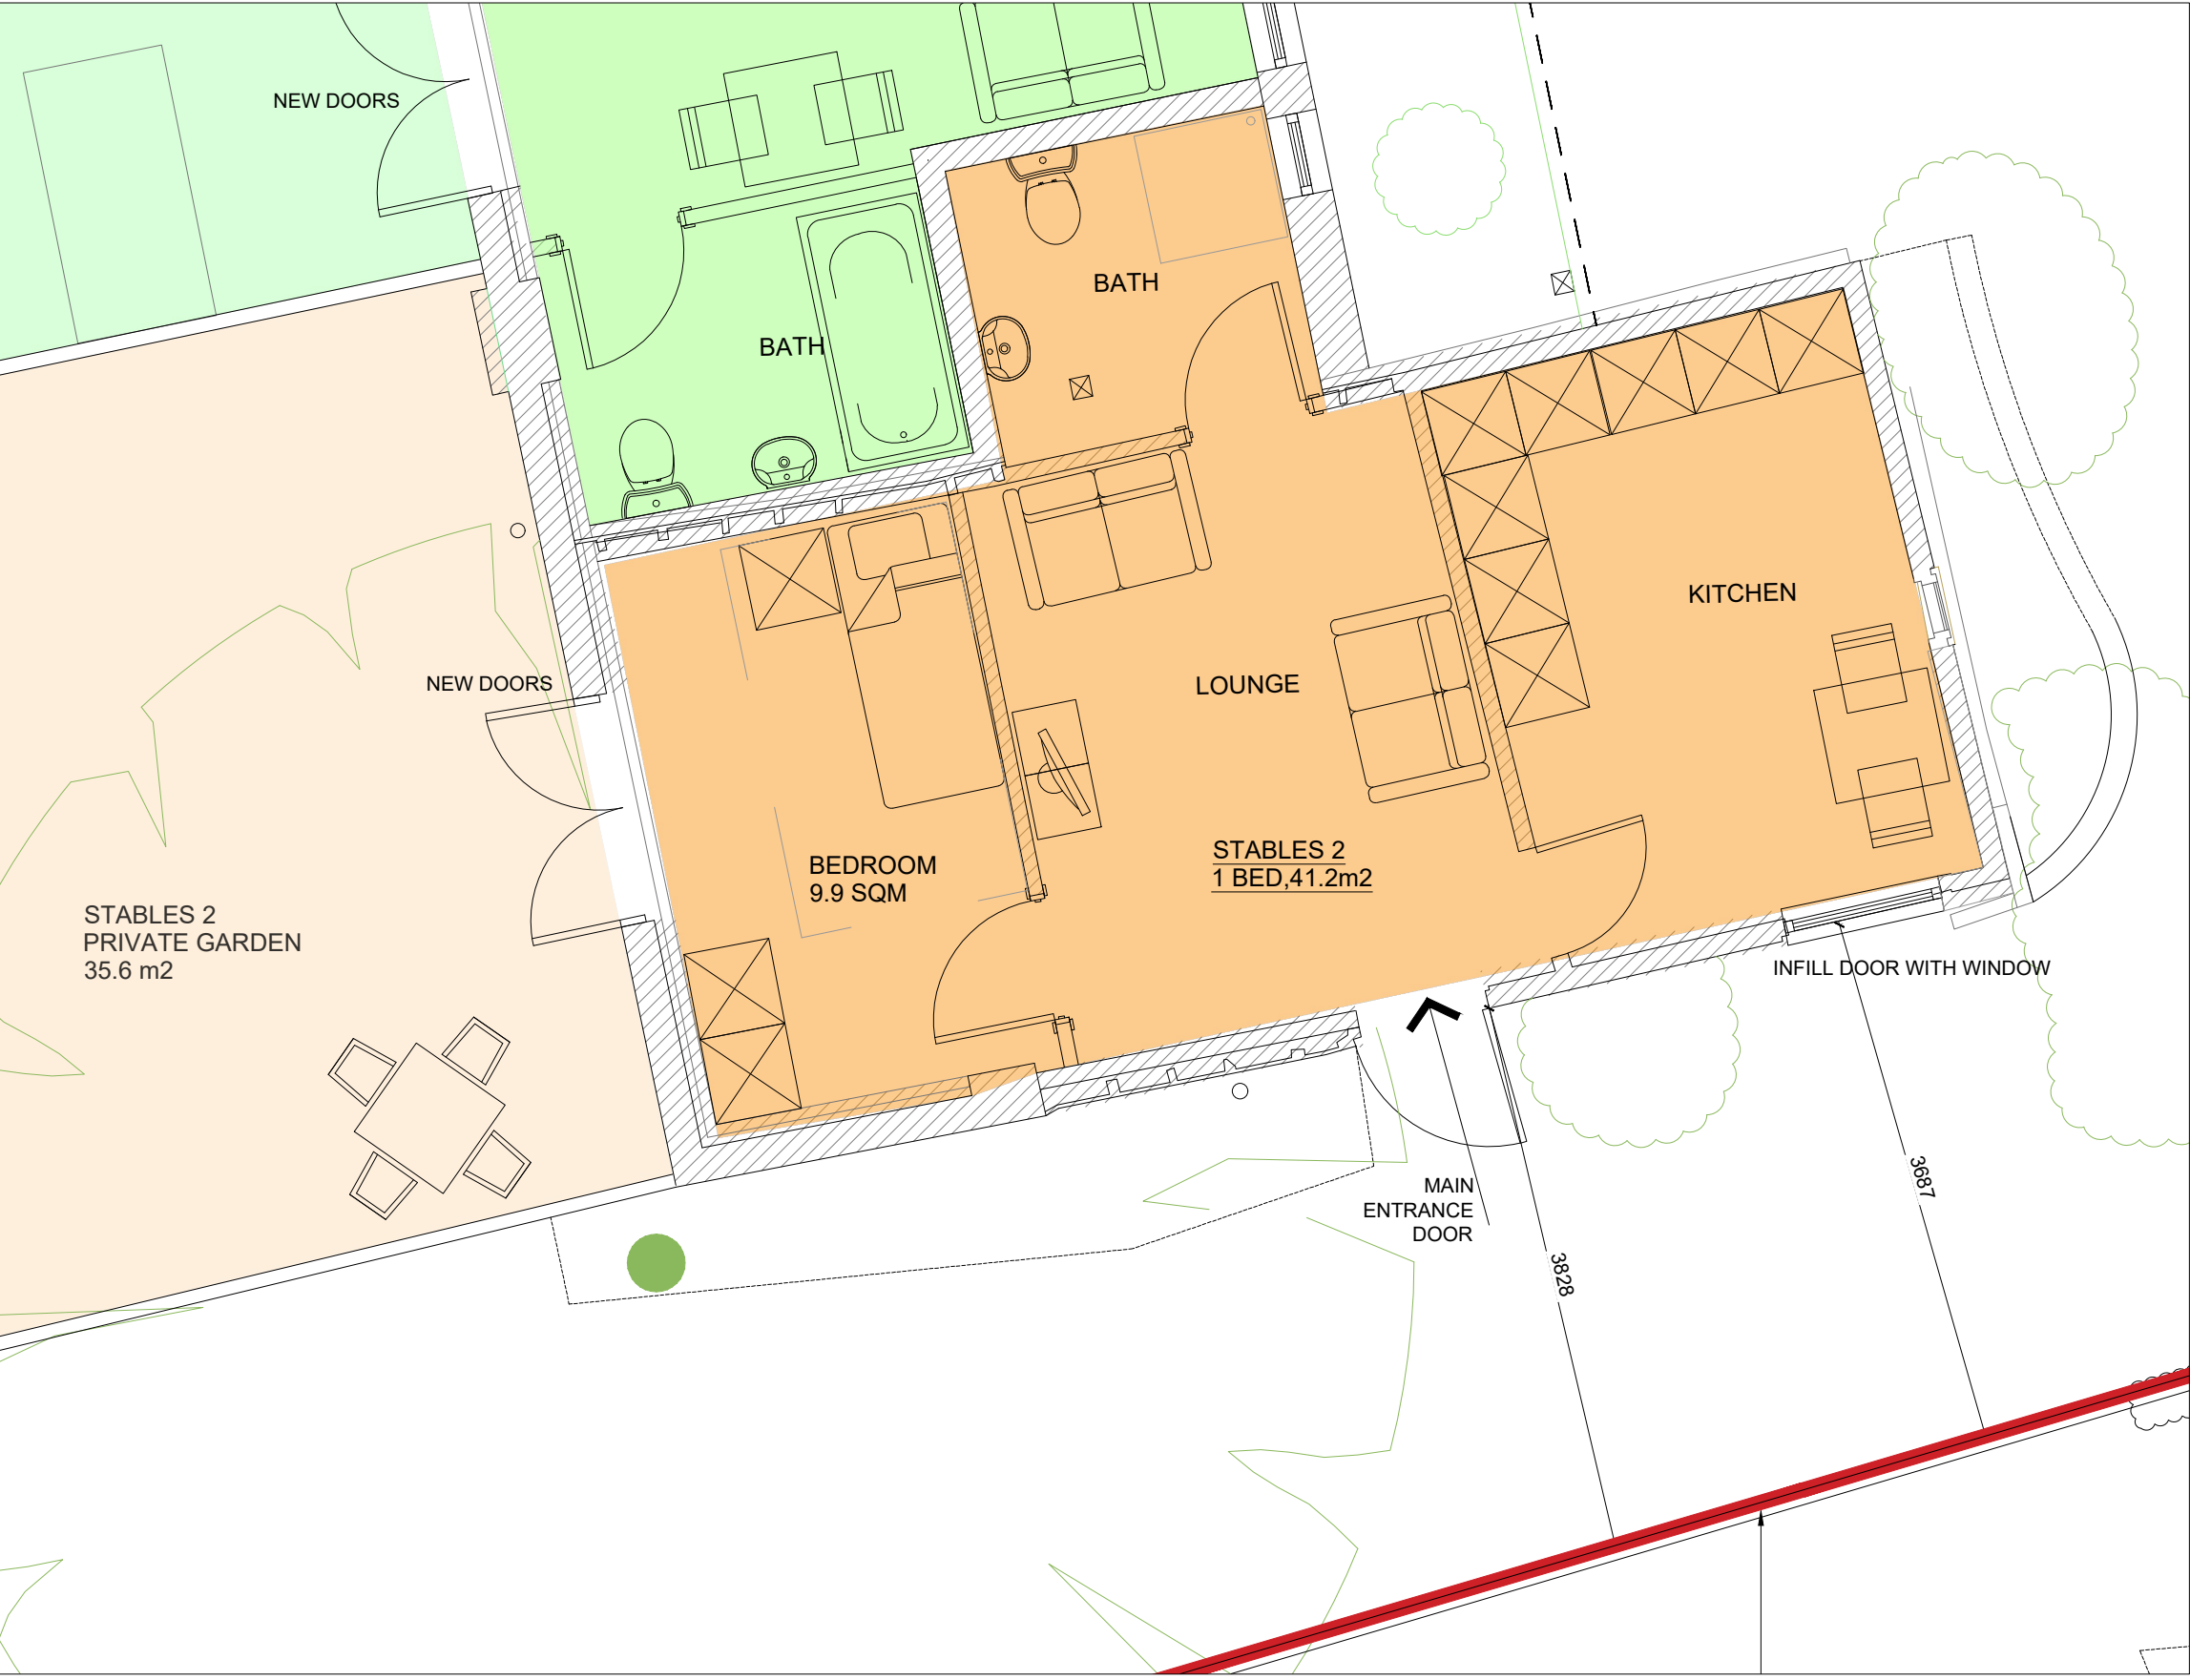 NEW DOORS
BATH
BATH
KITCHEN
NEW DOORS
LOUNGE
BEDROOM
9.9 SQM
STABLES 2
1 BED,41.2m2
STABLES 2
PRIVATE GARDEN
35.6 m2
INFILL DOOR WITH WINDOW
MAIN
ENTRANCE
DOOR
3687
3828